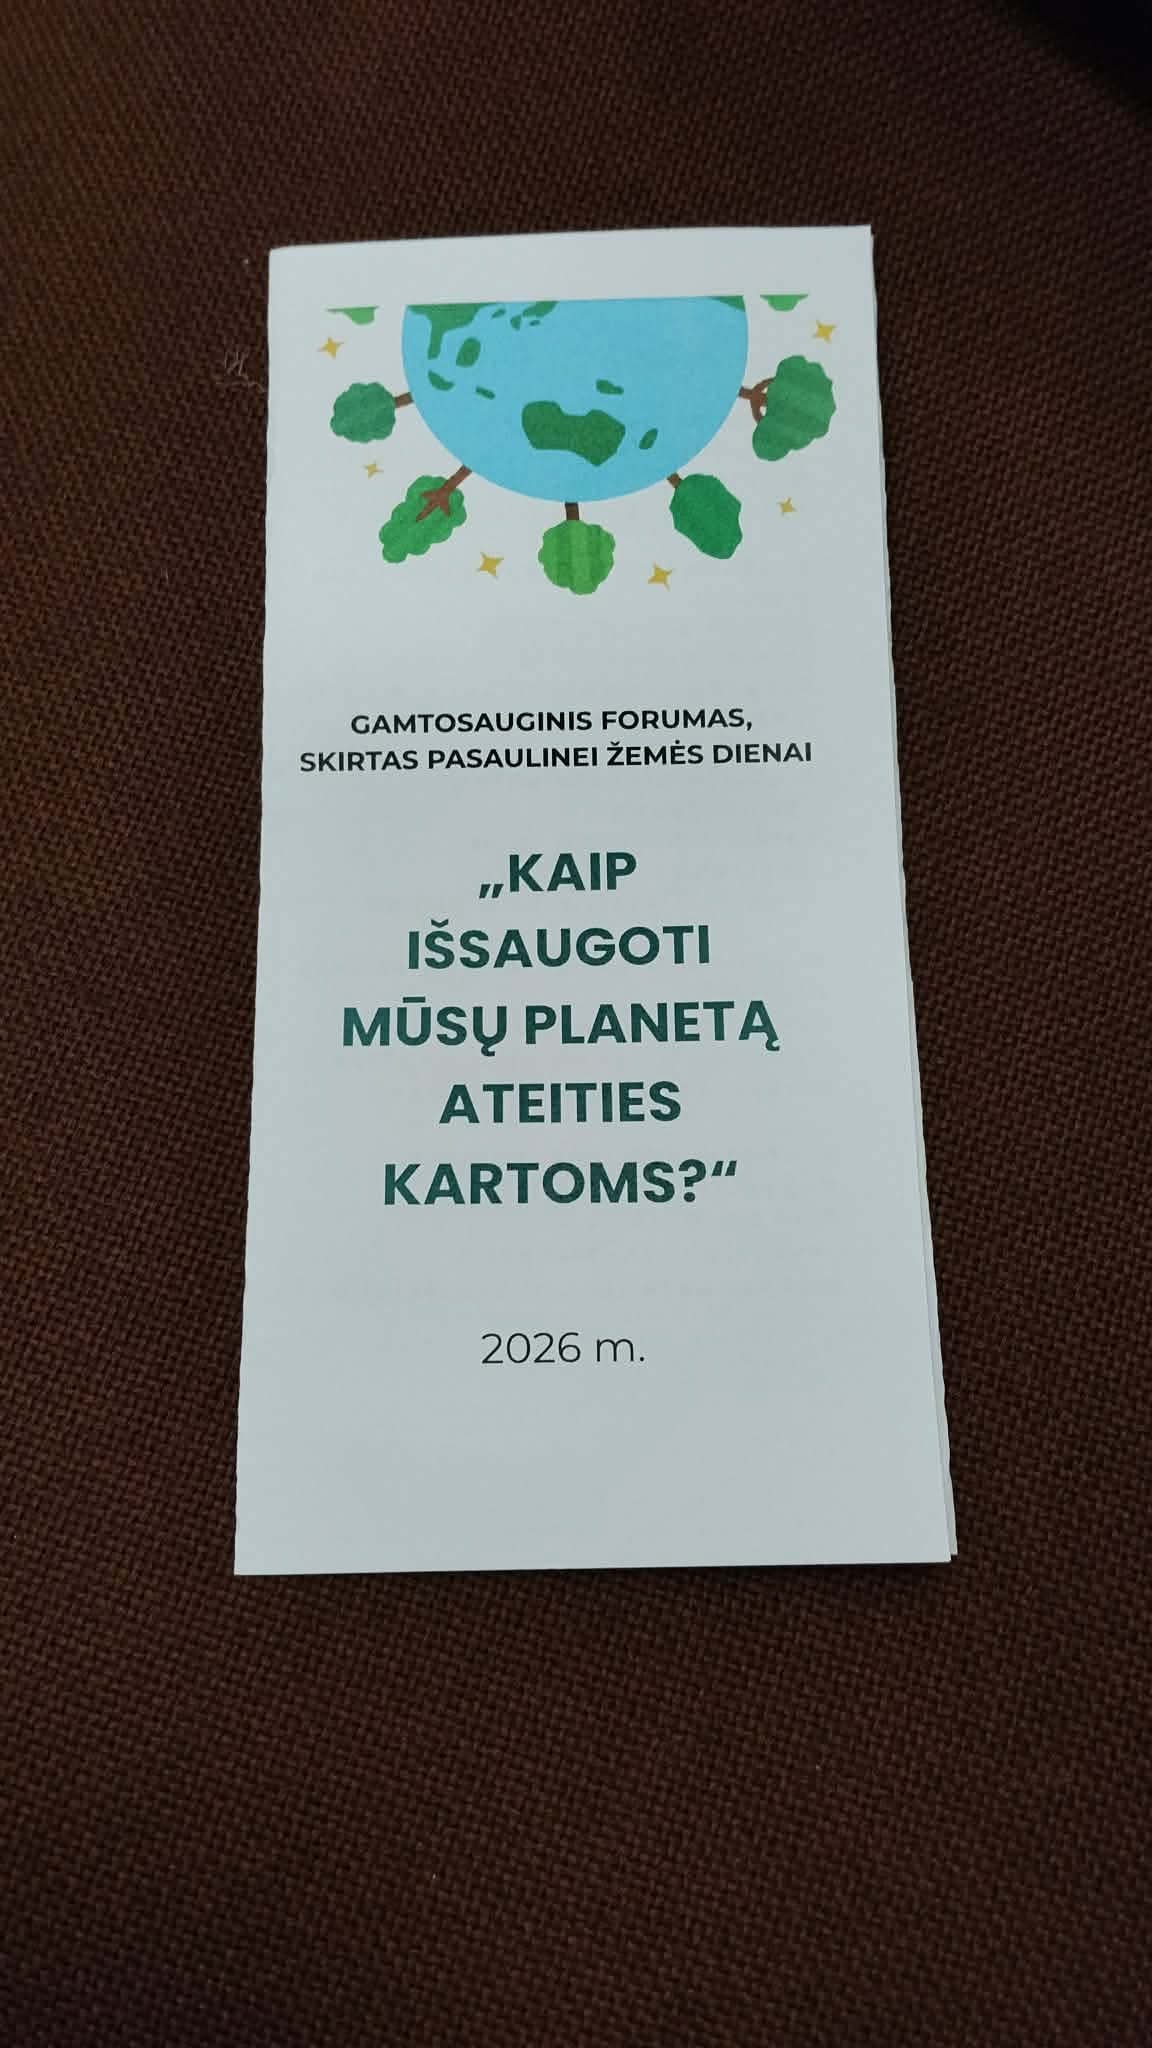 GAMTOSAUGINIS FORUMAS,
SKIRTAS PASAULINEI ŽEMĖS DIENAI
„KAIP
IŠSAUGOTI
MŪSŲ PLANETĄ
ATEITIES
KARTOMS?“
2026 m.